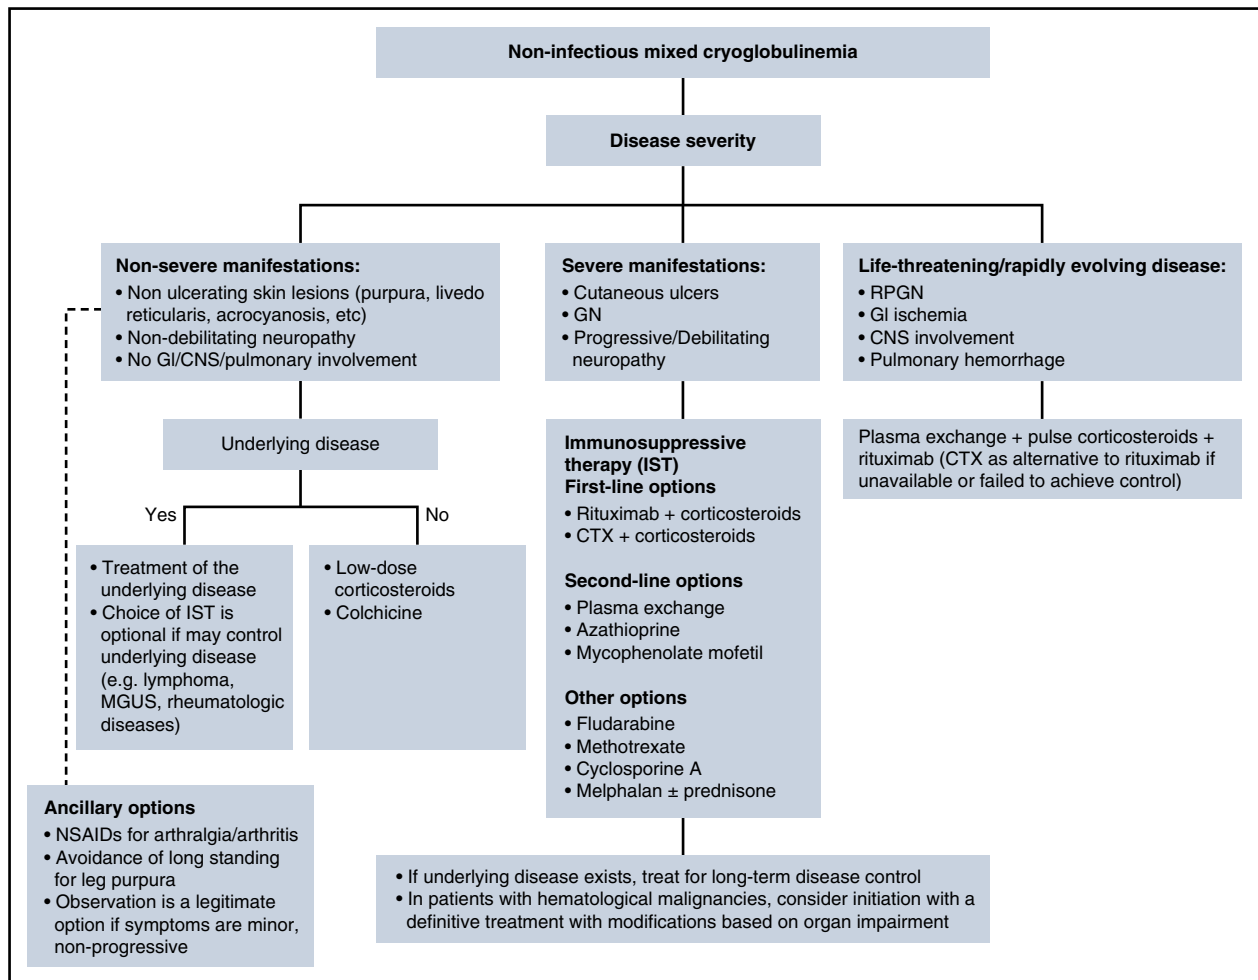 Non-infectious mixed cryoglobulinemia
Disease severity
Non-severe manifestations:
• Non ulcerating skin lesions (purpura, livedo
reticularis, acrocyanosis, etc)
• Non-debilitating neuropathy
• No GI/CNS/pulmonary involvement
Severe manifestations:
• Cutaneous ulcers
• GN
• Progressive/Debilitating
neuropathy
Life-threatening/rapidly evolving disease:
• RPGN
• GI ischemia
• CNS involvement
• Pulmonary hemorrhage
Underlying disease
Yes
No
• Treatment of the
underlying disease
• Choice of IST is
optional if may control
underlying disease
(e.g. lymphoma,
MGUS, rheumatologic
diseases)
• Low-dose
corticosteroids
• Colchicine
Immunosuppressive
therapy (IST)
First-line options
• Rituximab + corticosteroids
• CTX + corticosteroids
Second-line options
• Plasma exchange
• Azathioprine
• Mycophenolate mofetil
Other options
• Fludarabine
• Methotrexate
• Cyclosporine A
• Melphalan ± prednisone
Plasma exchange + pulse corticosteroids +
rituximab (CTX as alternative to rituximab if
unavailable or failed to achieve control)
Ancillary options
• NSAIDs for arthralgia/arthritis
• Avoidance of long standing
for leg purpura
• Observation is a legitimate
option if symptoms are minor,
non-progressive
• If underlying disease exists, treat for long-term disease control
• In patients with hematological malignancies, consider initiation with a
definitive treatment with modifications based on organ impairment